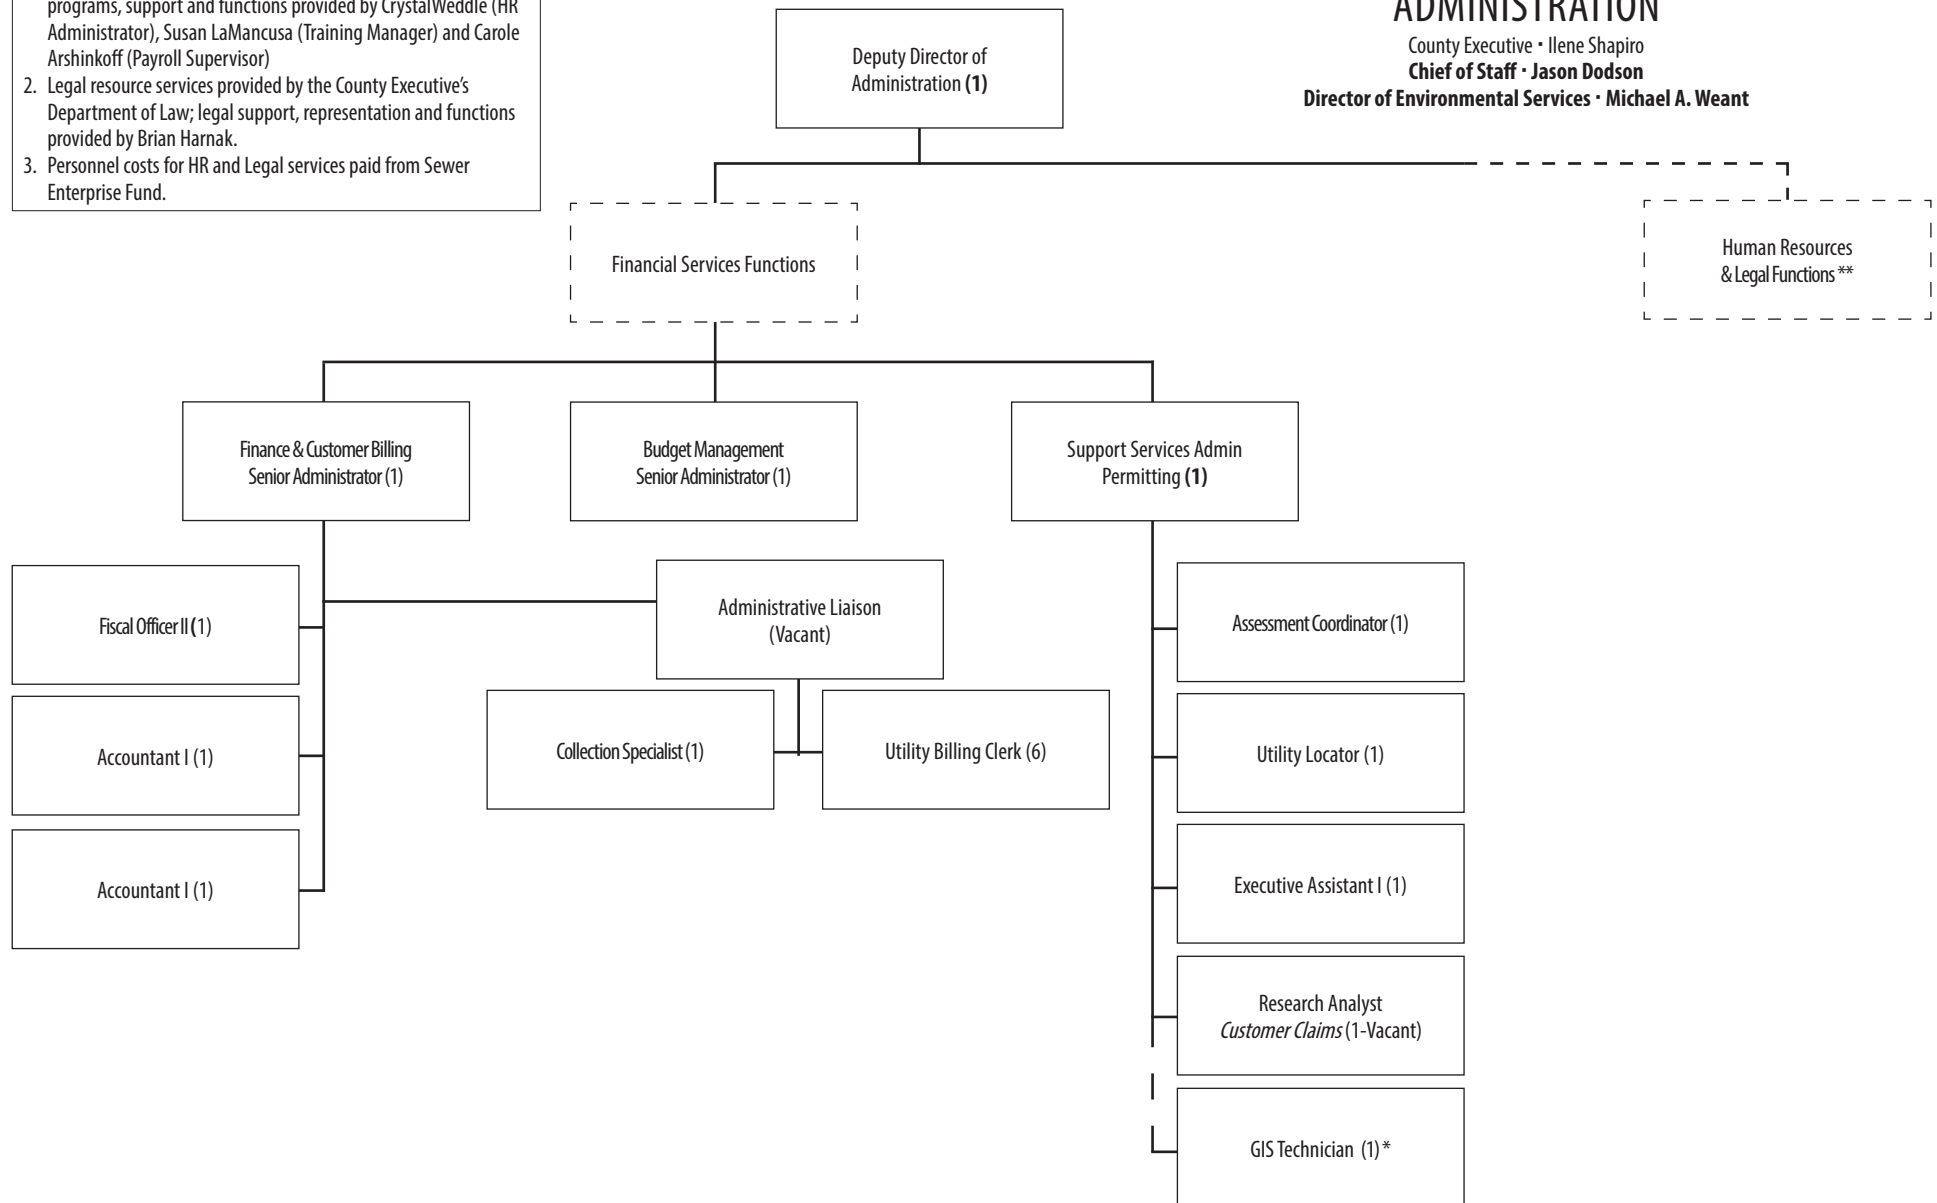 programs, support and functions provided by CrystalWeddle (HR
Administrator), Susan LaMancusa (Training Manager) and Carole
Arshinkoff (Payroll Supervisor)
2. Legal resource services provided by the County Executive's
Department of Law; legal support, representation and functions
provided by Brian Harnak.
3. Personnel costs for HR and Legal services paid from Sewer
Enterprise Fund.
ADMINISTRATION
County Executive · Ilene Shapiro
Chief of Staff · Jason Dodson
Director of Environmental Services · Michael A. Weant
Deputy Director of
Administration (1)
Financial Services Functions
Human Resources
& Legal Functions **
Finance & Customer Billing
Senior Administrator (1)
Budget Management
Senior Administrator (1)
Support Services Admin
Permitting (1)
Fiscal Officer II (1)
Administrative Liaison
(Vacant)
Assessment Coordinator (1)
Accountant I (1)
Collection Specialist (1)
Utility Billing Clerk (6)
Utility Locator (1)
Accountant I (1)
Executive Assistant I (1)
Research Analyst
Customer Claims (1-Vacant)
GIS Technician (1) *